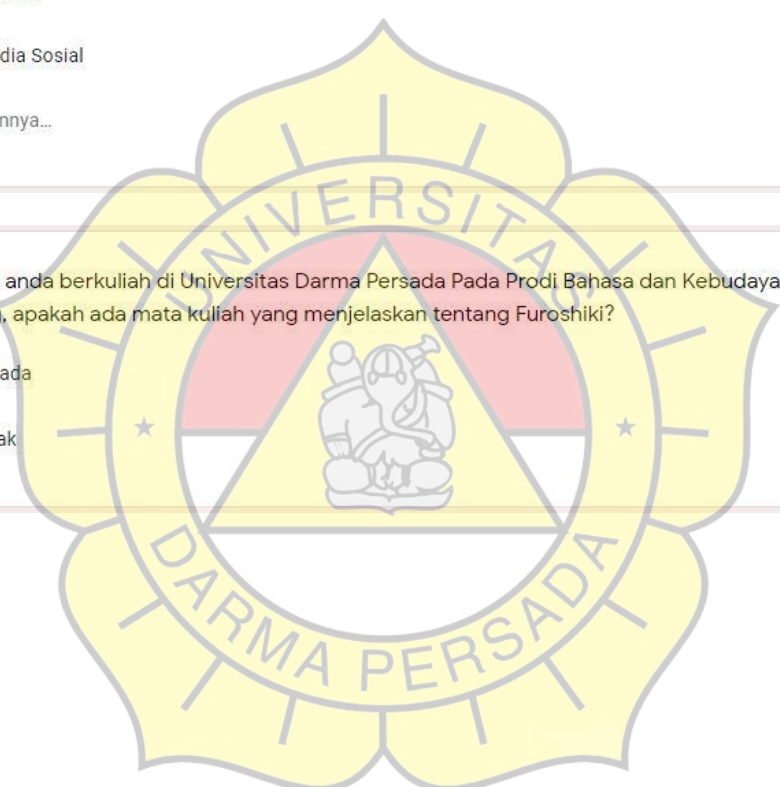 dia Sosial
nnya...
anda berkuliah di Universitas Darma Persada Pada Prodi Bahasa dan Kebudaya
, apakah ada mata kuliah yang menjelaskan tentang Furoshiki?
ada
ak
UNIVERSITAS
DARMA PERSADA